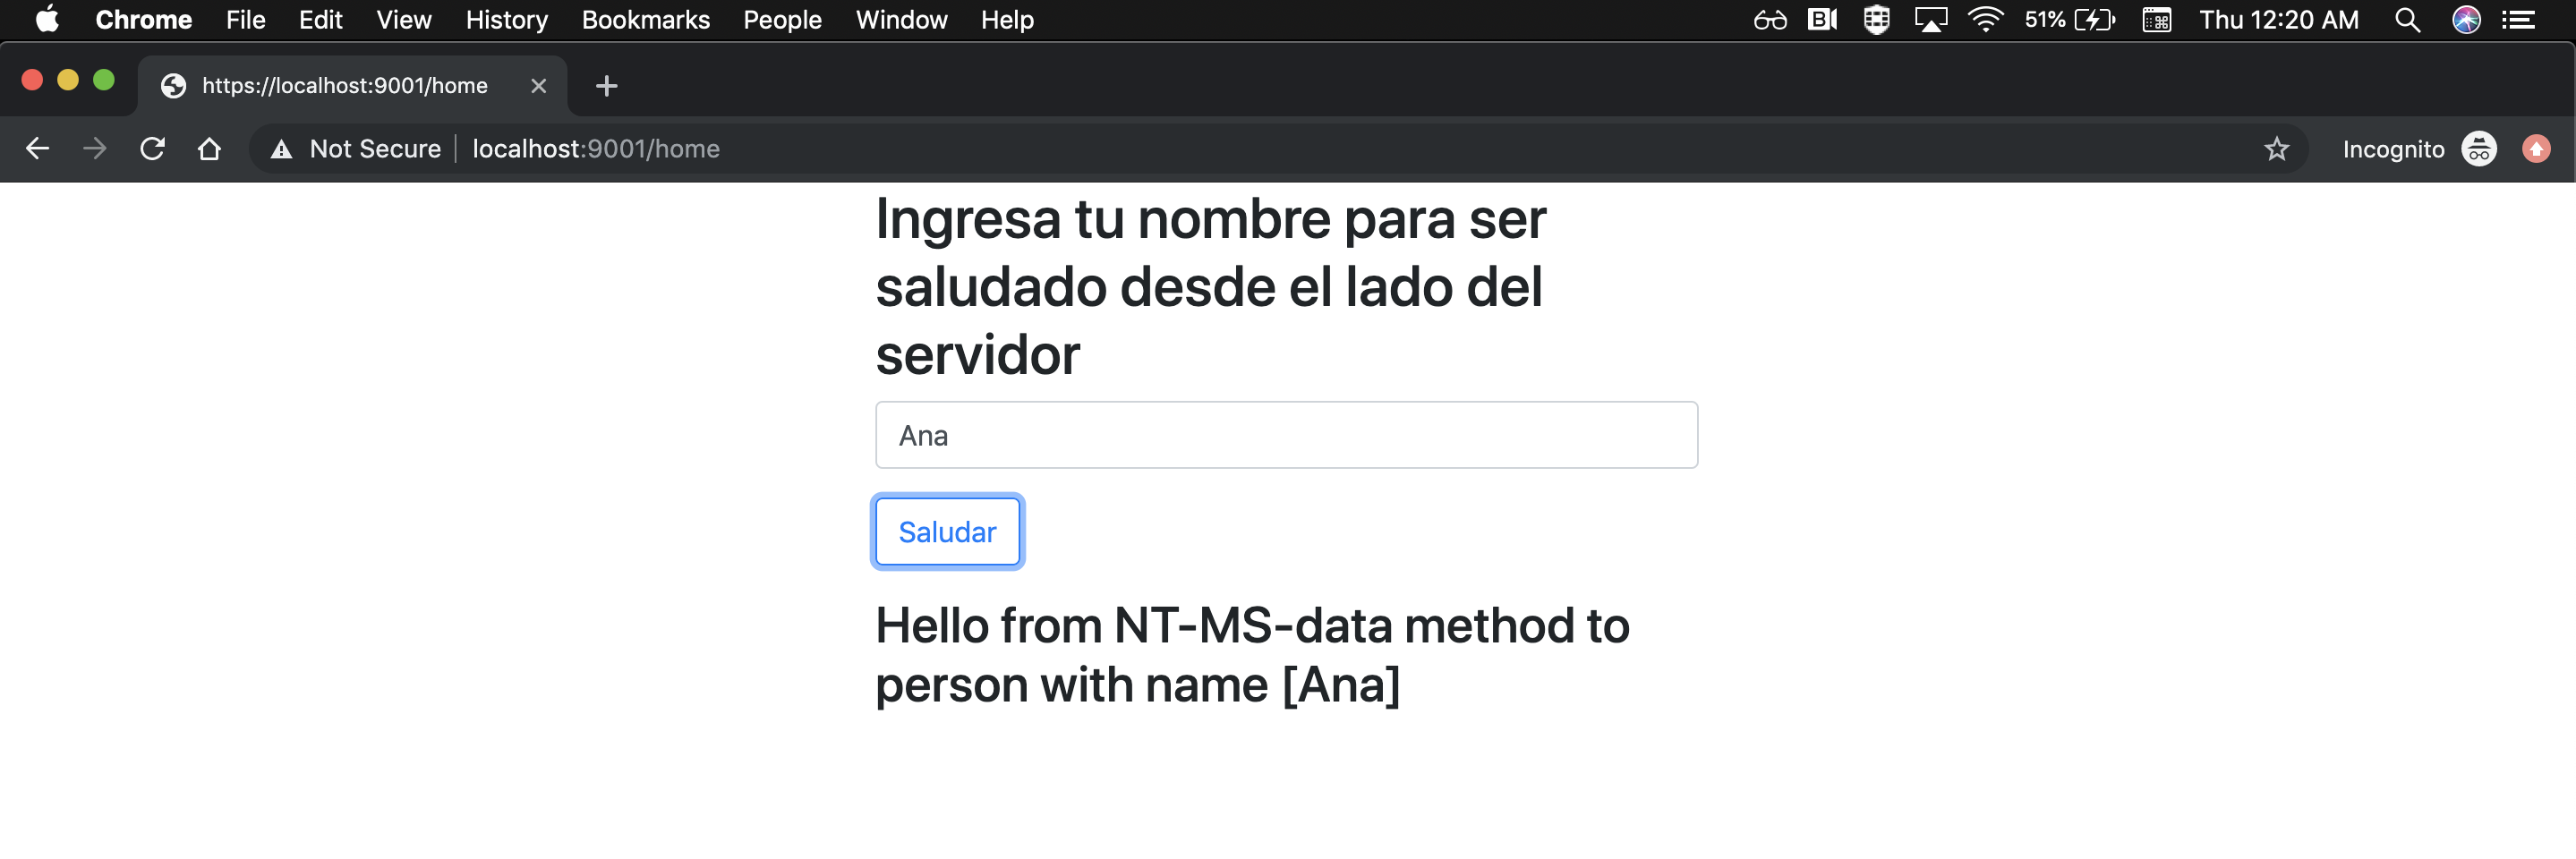 Chrome File Edit View History Bookmarks People Window Help 51% Thu 12:20 AM
https://localhost:9001/home
Not Secure localhost:9001/home Incognito
Ingresa tu nombre para ser
saludado desde el lado del
servidor
Ana
Saludar
Hello from NT-MS-data method to
person with name [Ana]